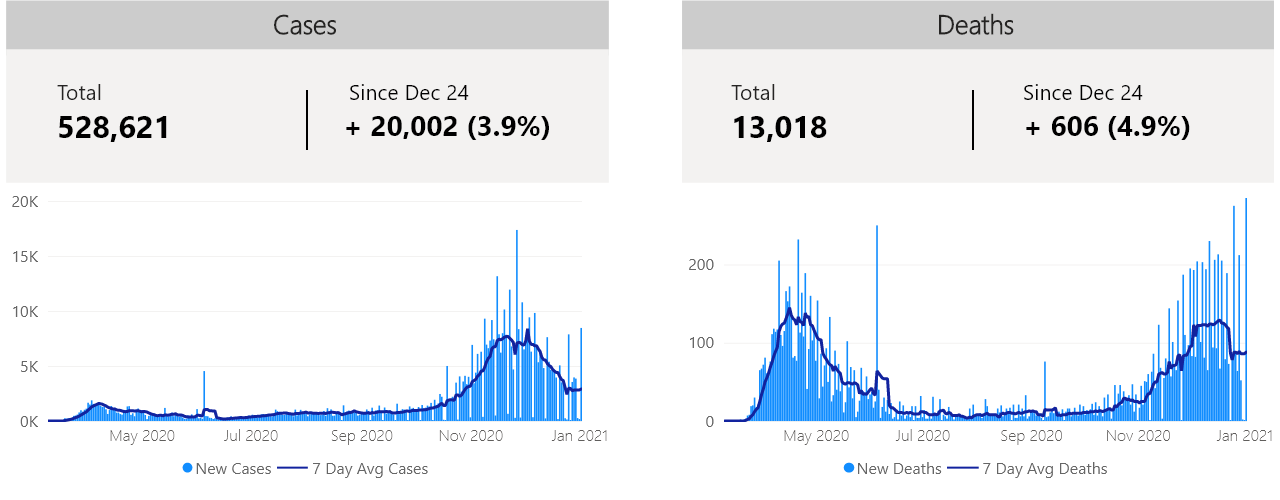 Cases
Total
528,621
Since Dec 24
+ 20,002 (3.9%)
20K
15K
10K
5K
0K
May 2020 Jul 2020 Sep 2020 Nov 2020 Jan 2021
New Cases 7 Day Avg Cases
Deaths
Total
13,018
Since Dec 24
+ 606 (4.9%)
200
100
0
May 2020 Jul 2020 Sep 2020 Nov 2020 Jan 2021
New Deaths 7 Day Avg Deaths